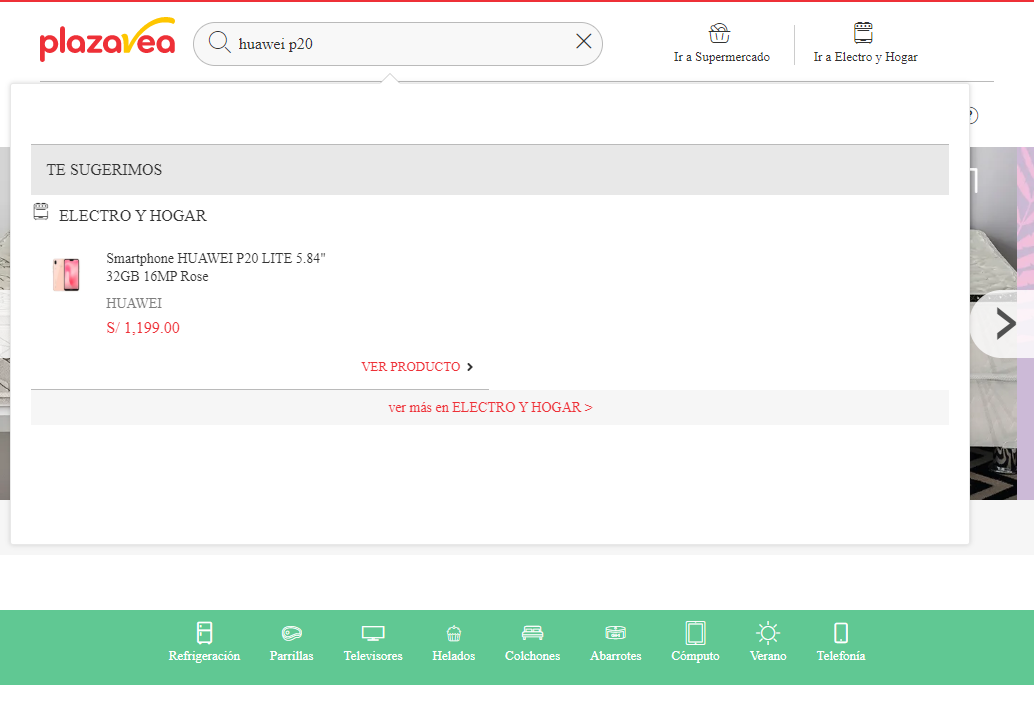 plazavea
huawei p20
Ir a Supermercado
Ir a Electro y Hogar
?
TE SUGERIMOS
ELECTRO Y HOGAR
Smartphone HUAWEI P20 LITE 5.84"
32GB 16MP Rose
HUAWEI
S/ 1,199.00
VER PRODUCTO
ver más en ELECTRO Y HOGAR >
Refrigeración
Parrillas
Televisores
Helados
Colchones
Abarrotes
Cómputo
Verano
Telefonía